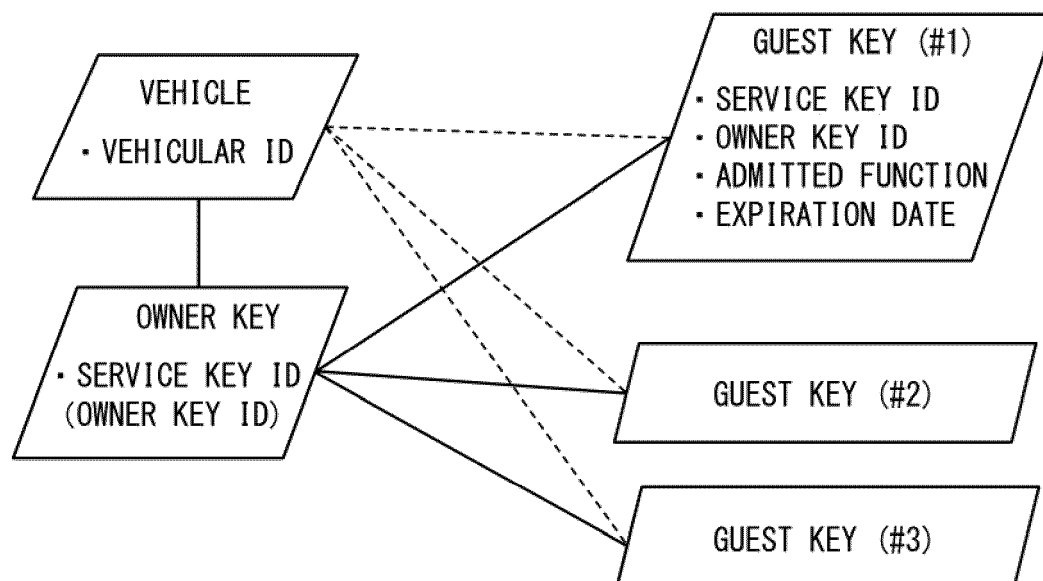 VEHICLE
・VEHICULAR ID
OWNER KEY
・SERVICE KEY ID
(OWNER KEY ID)
GUEST KEY (#1)
・SERVICE KEY ID
・OWNER KEY ID
・ADMITTED FUNCTION
・EXPIRATION DATE
GUEST KEY (#2)
GUEST KEY (#3)